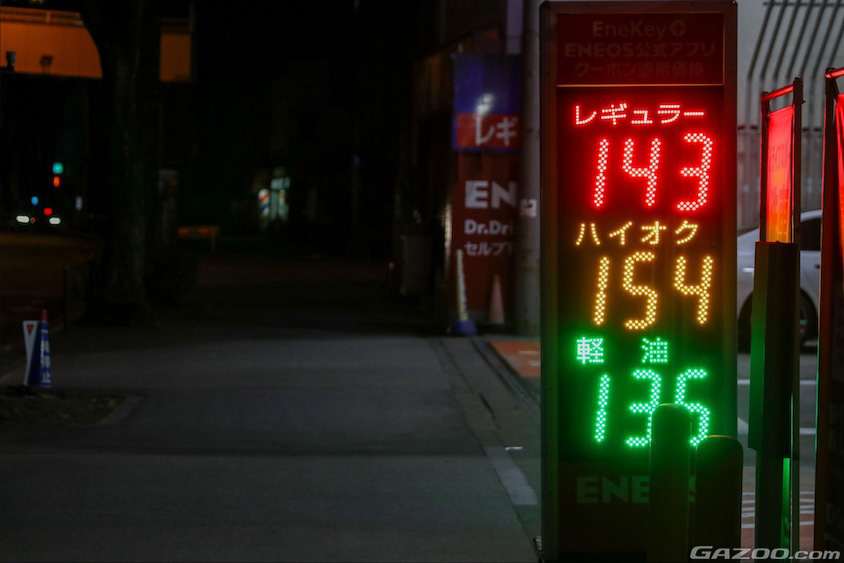 EneKey+
ENEOS公式アプリ
クーポン適用価格
レギュラー
143
ハイオク
154
軽油
135
ENEOS
レギ
EN
Dr.Dri
セルフ
GAZOO.com